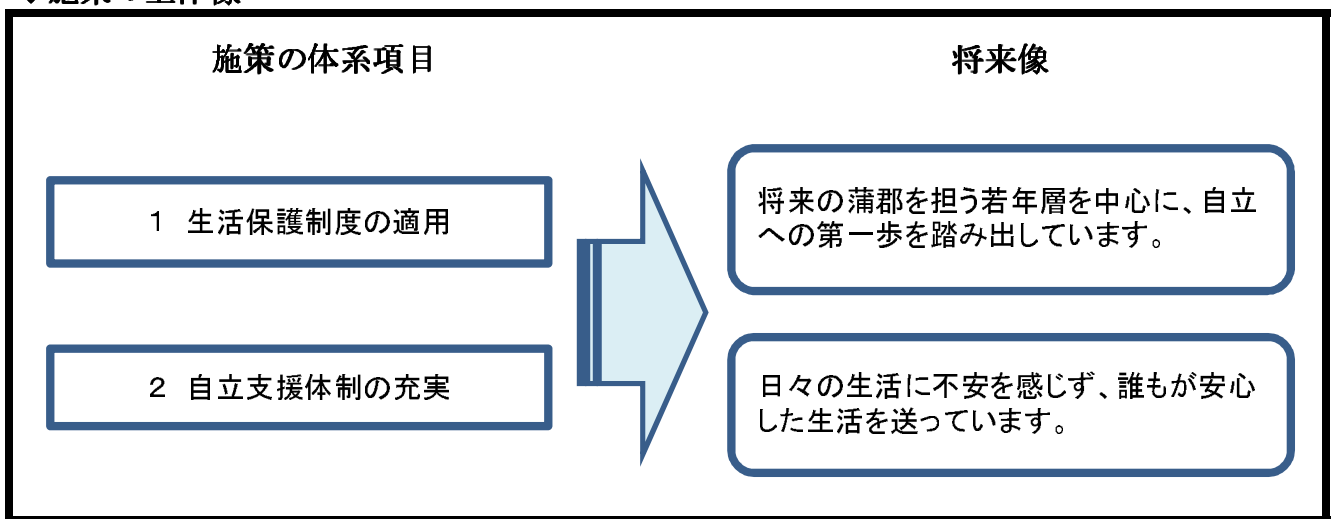 施策の体系項目
将来像
1 生活保護制度の適用
2 自立支援体制の充実
将来の蒲郡を担う若年層を中心に、自立
への第一歩を踏み出しています。
日々の生活に不安を感じず、誰もが安心
した生活を送っています。